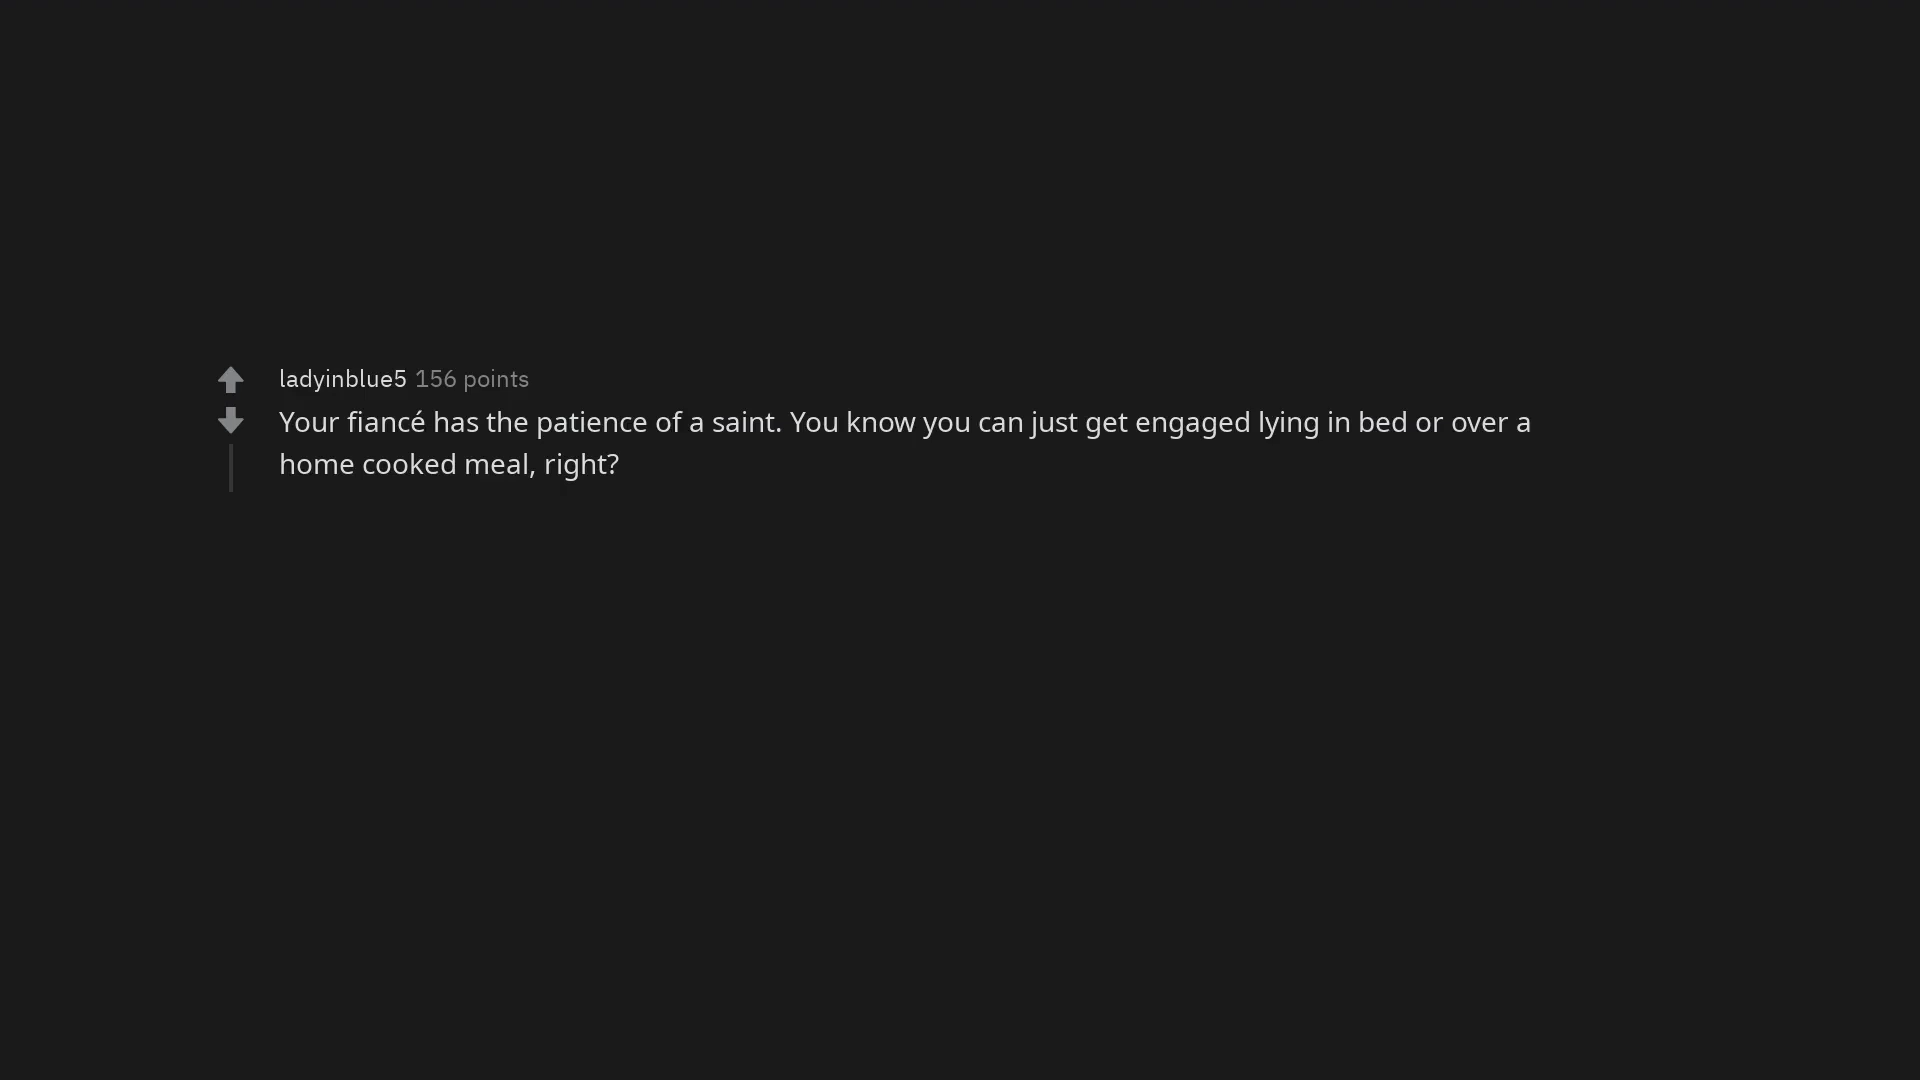 ladyinblue5 156 points
Your fiancé has the patience of a saint. You know you can just get engaged lying in bed or over a
home cooked meal, right?